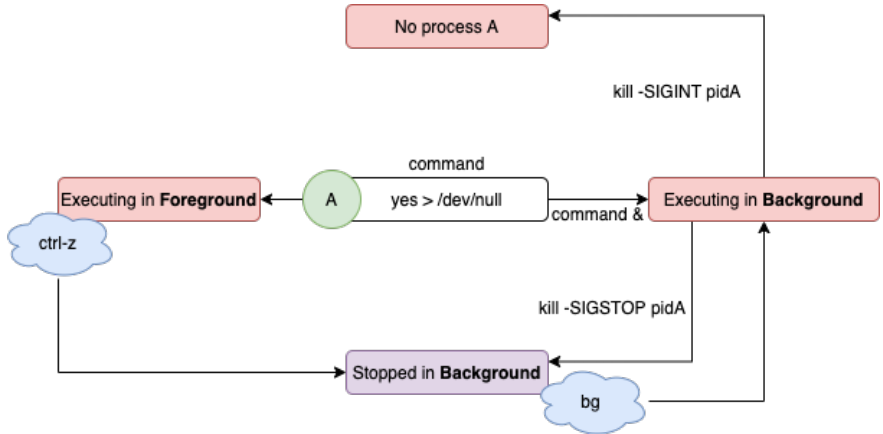 No process A
kill -SIGINT pidA
command
Executing in Foreground
A
yes > /dev/null
Executing in Background
command &
ctrl-z
kill -SIGSTOP pidA
Stopped in Background
bg